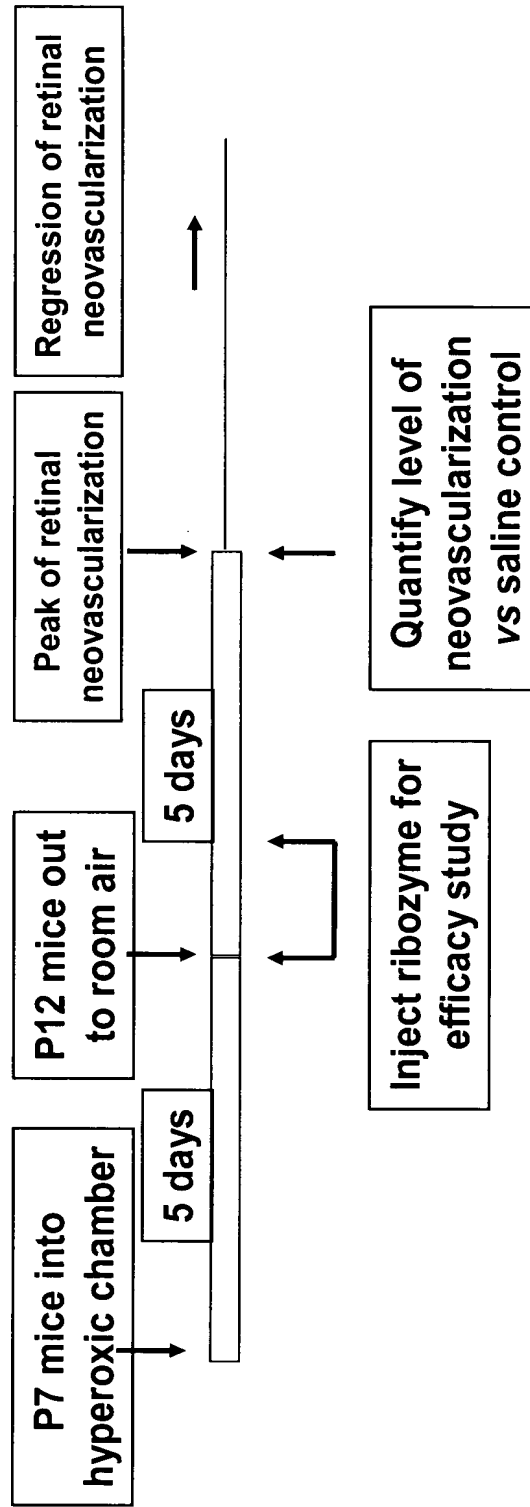 P7 mice into
hyperoxic chamber
5 days
P12 mice out
to room air
5 days
Peak of retinal
neovascularization
Regression of retinal
neovascularization
Inject ribozyme for
efficacy study
Quantify level of
neovascularization
vs saline control